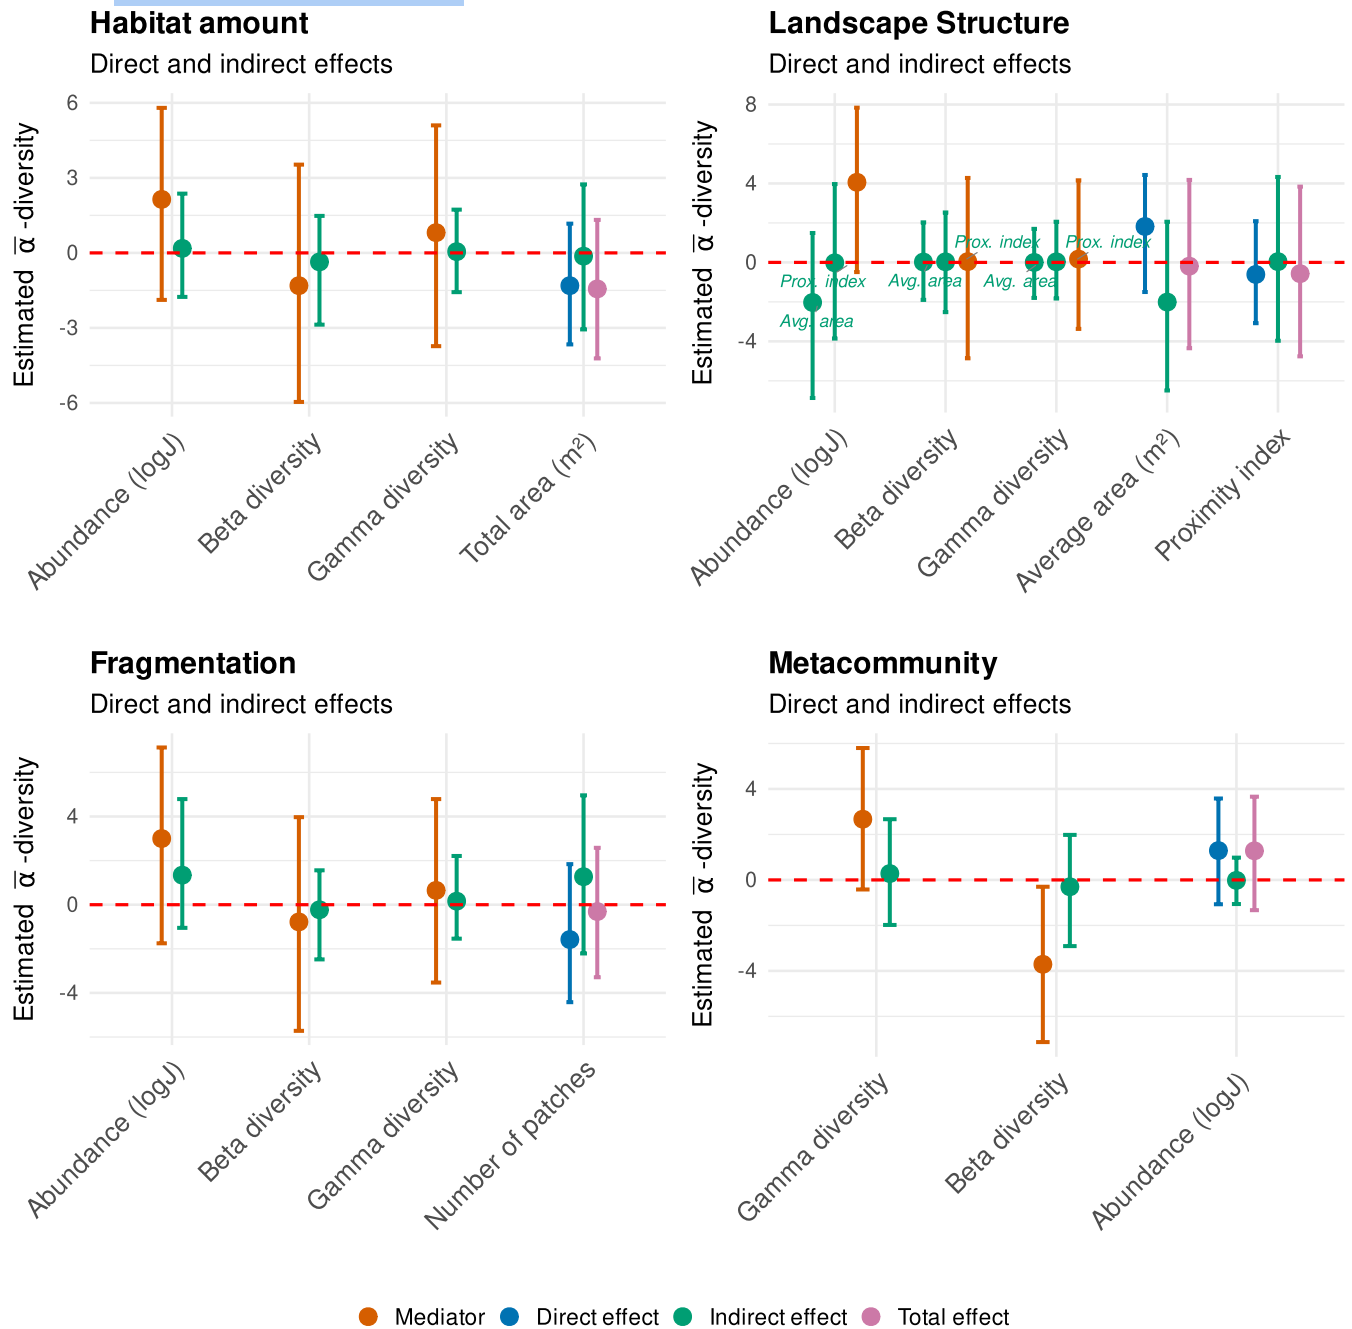 Habitat amount
Direct and indirect effects
Estimated α̅ -diversity
6
3
0
-3
-6
Abundance (logJ)
Beta diversity
Gamma diversity
Total area (m²)
Landscape Structure
Direct and indirect effects
Estimated α̅ -diversity
8
4
0
-4
Prox. index
Avg. area
Prox. index
Avg. area
Prox. index
Avg. area
Abundance (logJ)
Beta diversity
Gamma diversity
Average area (m²)
Proximity index
Fragmentation
Direct and indirect effects
Estimated α̅ -diversity
4
0
-4
Abundance (logJ)
Beta diversity
Gamma diversity
Number of patches
Metacommunity
Direct and indirect effects
Estimated α̅ -diversity
4
0
-4
Gamma diversity
Beta diversity
Abundance (logJ)
Mediator Direct effect Indirect effect Total effect